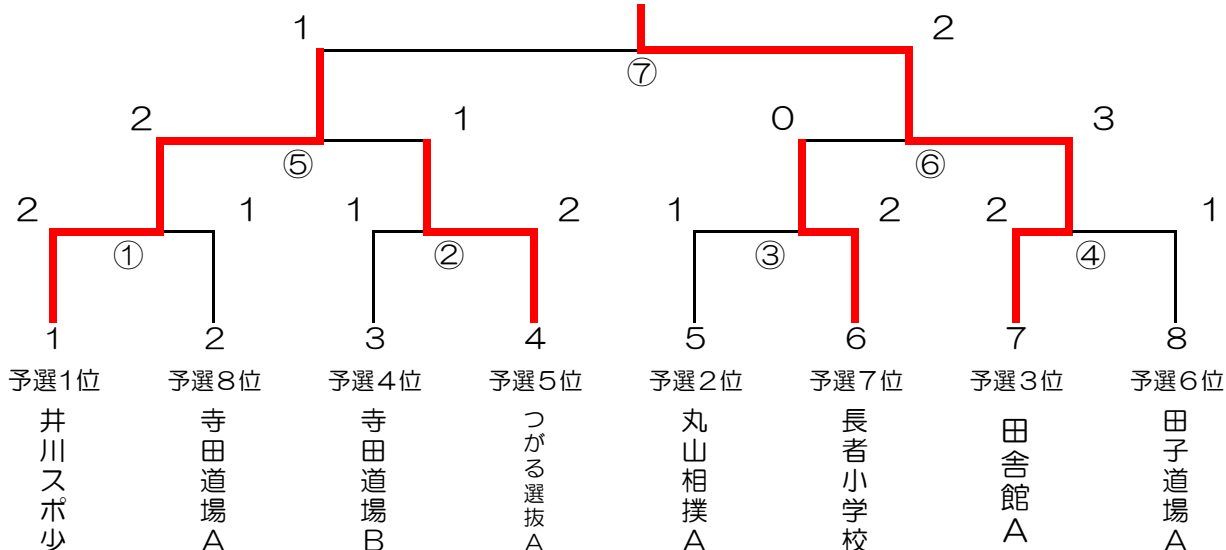 1 2
⑦
2 1 0 3
⑤ ⑥
2 1 1 2 1 2 2 1
① ② ③ ④
1 2 3 4 5 6 7 8
予選1位 予選8位 予選4位 予選5位 予選2位 予選7位 予選3位 予選6位
井川スポ少
寺田道場A
寺田道場B
つがる選抜A
丸山相撲A
長者小学校
田舎館A
田子道場A